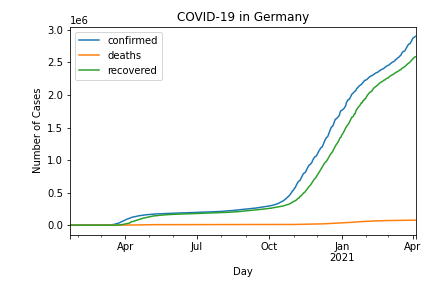 COVID-19 in Germany
1e6
confirmed
deaths
recovered
3.0
2.5
2.0
1.5
1.0
0.5
0.0
Number of Cases
Apr Jul Oct Jan Apr
2021
Day